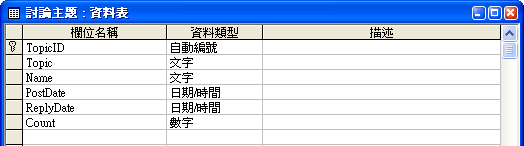 討論主題：資料表
欄位名稱 資料類型 描述
TopicID 自動編號
Topic 文字
Name 文字
PostDate 日期/時間
ReplyDate 日期/時間
Count 數字